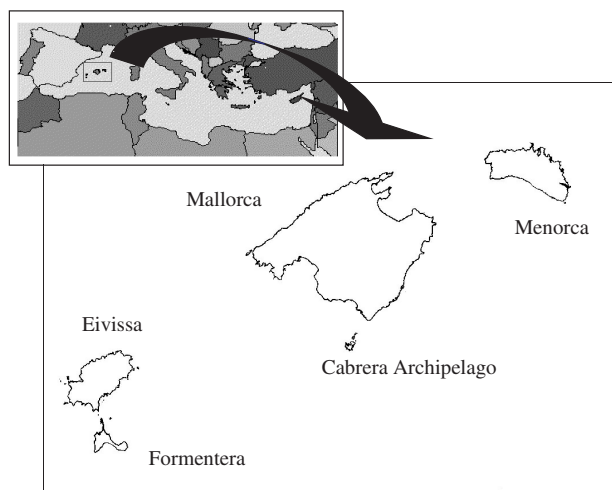 Mallorca
Menorca
Eivissa
Cabrera Archipelago
Formentera